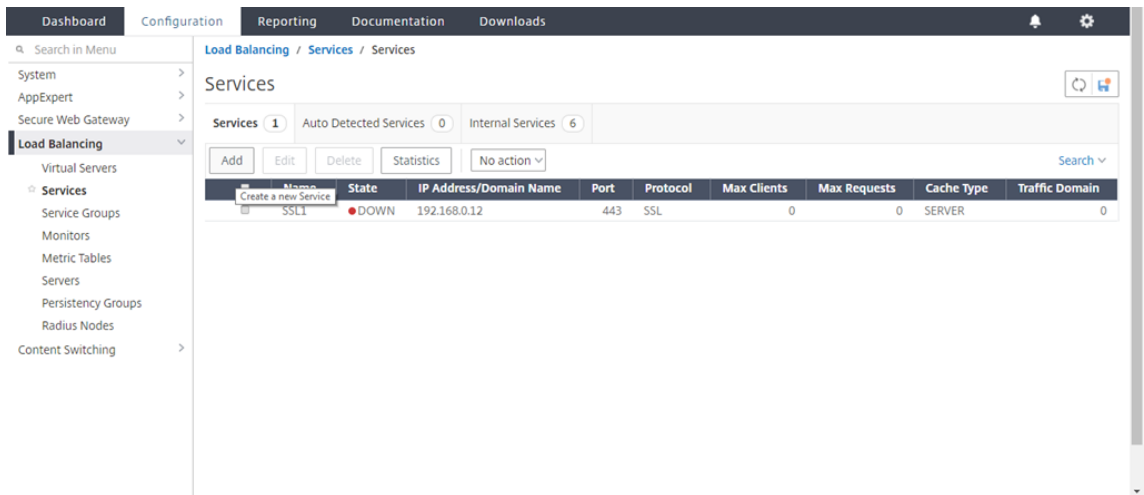 Dashboard Configuration Reporting Documentation Downloads
Search in Menu
Load Balancing / Services / Services
System
AppExpert
Secure Web Gateway
Load Balancing
Virtual Servers
Services
Service Groups
Monitors
Metric Tables
Servers
Persistency Groups
Radius Nodes
Content Switching
Services
Services 1 Auto Detected Services 0 Internal Services 6
Add Edit Delete Statistics No action Search
Name State IP Address/Domain Name Port Protocol Max Clients Max Requests Cache Type Traffic Domain
Create a new Service
SSL1 DOWN 192.168.0.12 443 SSL 0 0 SERVER 0